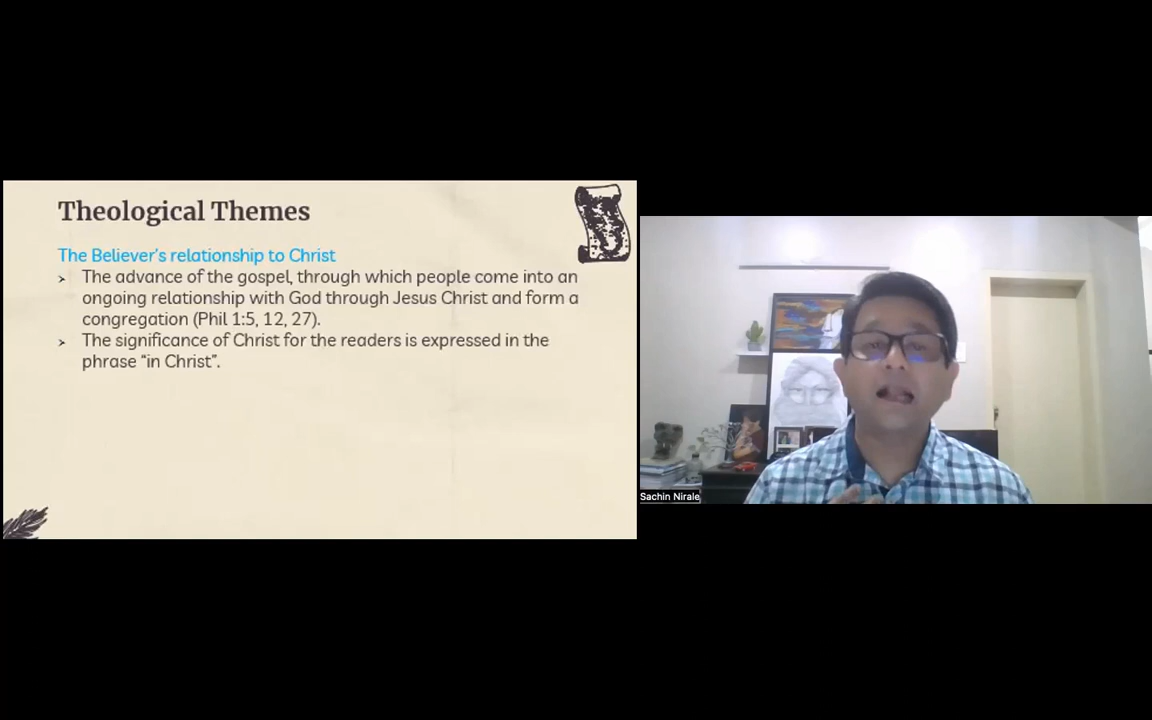 Theological Themes
The Believer's relationship to Christ
➢ The advance of the gospel, through which people come into an
ongoing relationship with God through Jesus Christ and form a
congregation (Phil 1:5, 12, 27).
➢ The significance of Christ for the readers is expressed in the
phrase “in Christ”.
Sachin Nirale